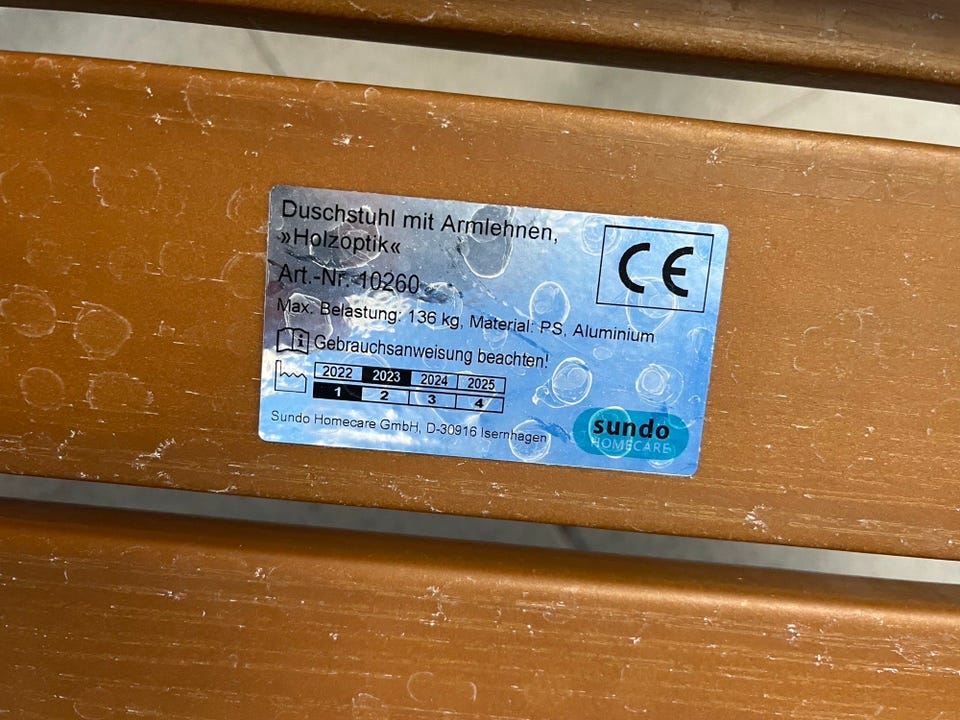 Duschstuhl mit Armlehnen,
»Holzoptik«
CE
Art.-Nr. 10260
Max. Belastung: 136 kg, Material: PS, Aluminium
Gebrauchsanweisung beachten!
2022 2023 2024 2025
1 2 3 4
Sundo Homecare GmbH, D-30916 Isernhagen
sundo
HOMECARE